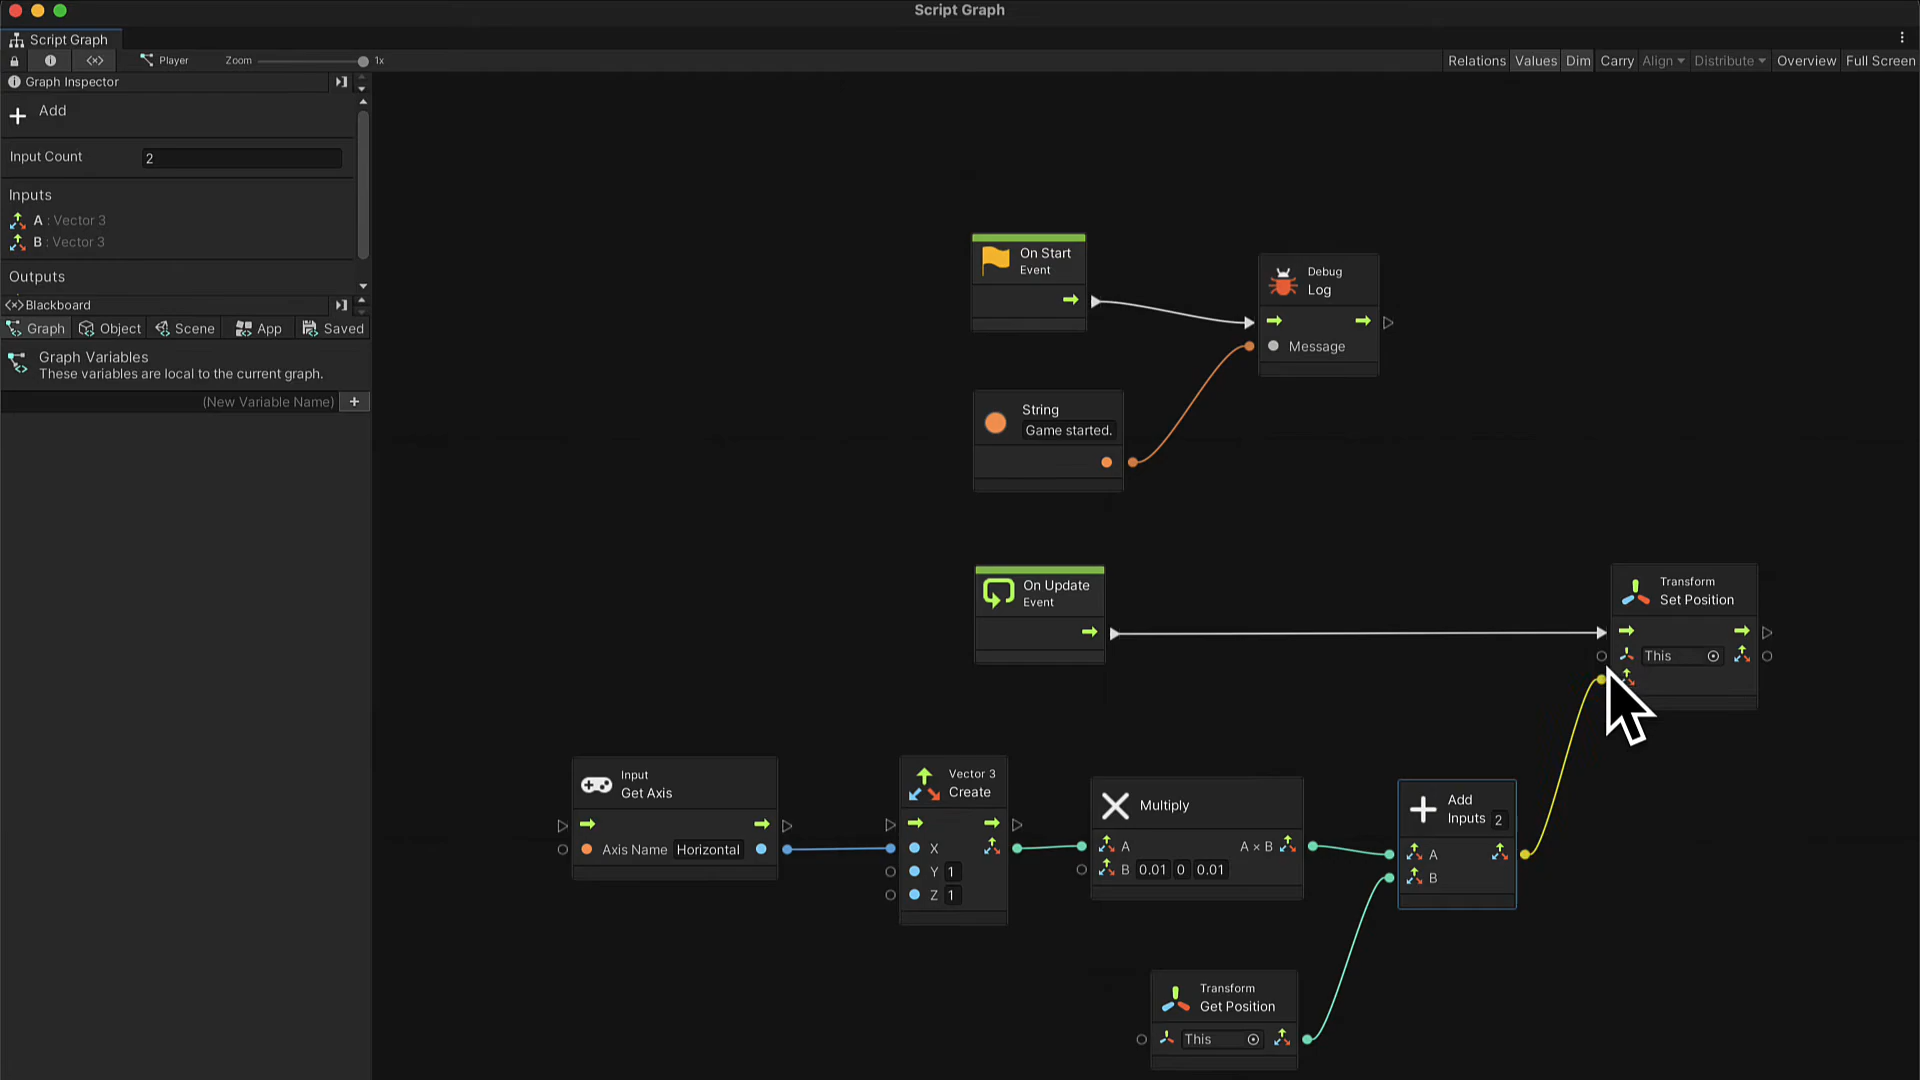 Script Graph
Script Graph
Player
Zoom
1x
Relations
Values
Dim
Carry
Align
Distribute
Overview
Full Screen
Graph Inspector
Add
Input Count
2
Inputs
A : Vector 3
B : Vector 3
Outputs
Blackboard
Graph
Object
Scene
App
Saved
Graph Variables
These variables are local to the current graph.
(New Variable Name)
On Start
Event
Debug
Log
Message
String
Game started.
On Update
Event
Transform
Set Position
This
Input
Get Axis
Axis Name Horizontal
Vector 3
Create
X
Y 1
Z 1
Multiply
A
A × B
B 0.01 0 0.01
Add
Inputs 2
A
B
Transform
Get Position
This